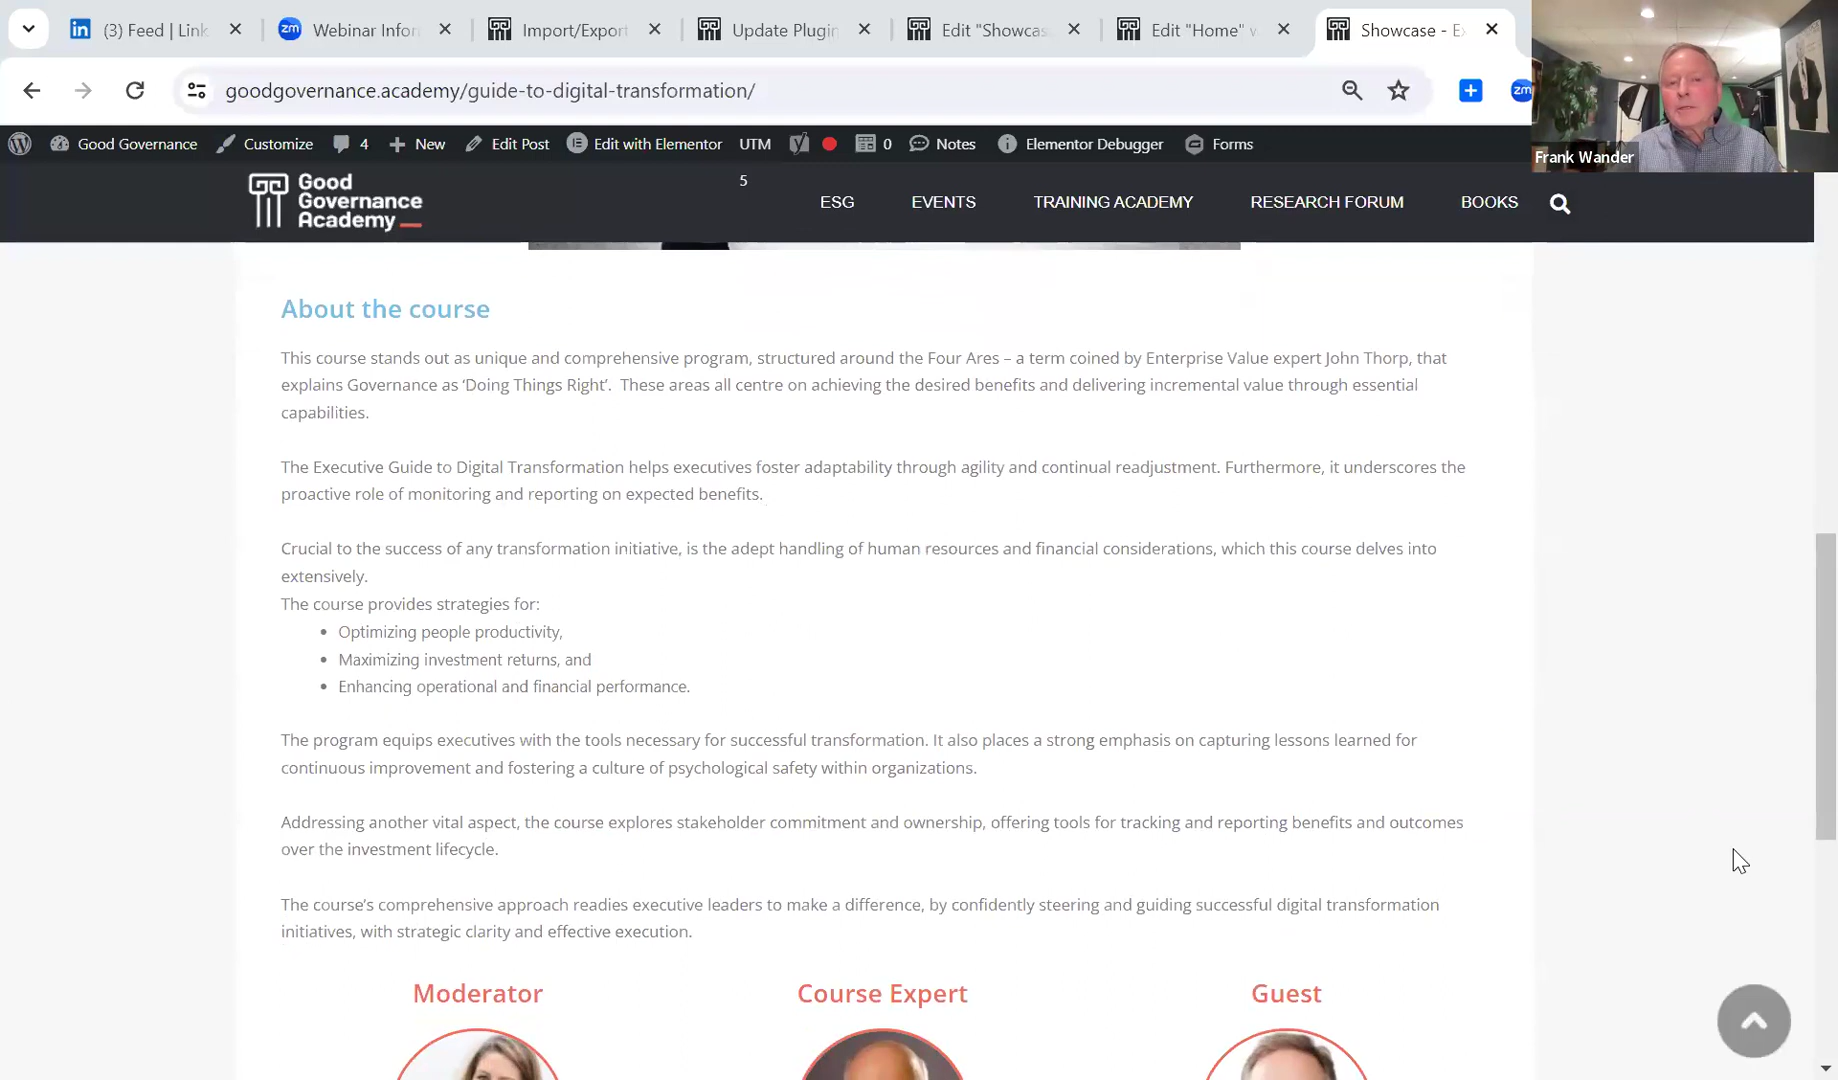 (3) Feed | Link
Webinar Infor
Import/Export
Update Plugin
Edit "Showcas
Edit "Home" w
Showcase - Ex
goodgovernance.academy/guide-to-digital-transformation/
zm
Frank Wander
Good Governance
Customize
4
New
Edit Post
Edit with Elementor
UTM
0
Notes
Elementor Debugger
Forms
5
Good
Governance
Academy
ESG
EVENTS
TRAINING ACADEMY
RESEARCH FORUM
BOOKS
About the course
This course stands out as unique and comprehensive program, structured around the Four Ares – a term coined by Enterprise Value expert John Thorp, that
explains Governance as ‘Doing Things Right’.  These areas all centre on achieving the desired benefits and delivering incremental value through essential
capabilities.
The Executive Guide to Digital Transformation helps executives foster adaptability through agility and continual readjustment. Furthermore, it underscores the
proactive role of monitoring and reporting on expected benefits.
Crucial to the success of any transformation initiative, is the adept handling of human resources and financial considerations, which this course delves into
extensively.
The course provides strategies for:
• Optimizing people productivity,
• Maximizing investment returns, and
• Enhancing operational and financial performance.
The program equips executives with the tools necessary for successful transformation. It also places a strong emphasis on capturing lessons learned for
continuous improvement and fostering a culture of psychological safety within organizations.
Addressing another vital aspect, the course explores stakeholder commitment and ownership, offering tools for tracking and reporting benefits and outcomes
over the investment lifecycle.
The course’s comprehensive approach readies executive leaders to make a difference, by confidently steering and guiding successful digital transformation
initiatives, with strategic clarity and effective execution.
Moderator
Course Expert
Guest